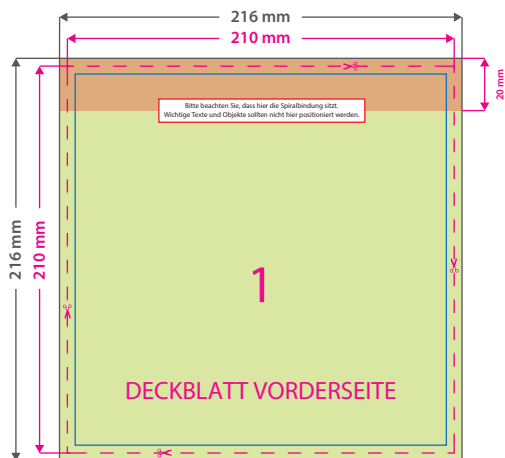 216 mm
210 mm
20 mm
Bitte beachten Sie, dass hier die Spiralbindung sitzt.
Wichtige Texte und Objekte sollten nicht hier positioniert werden.
216 mm
210 mm
1
DECKBLATT VORDERSEITE